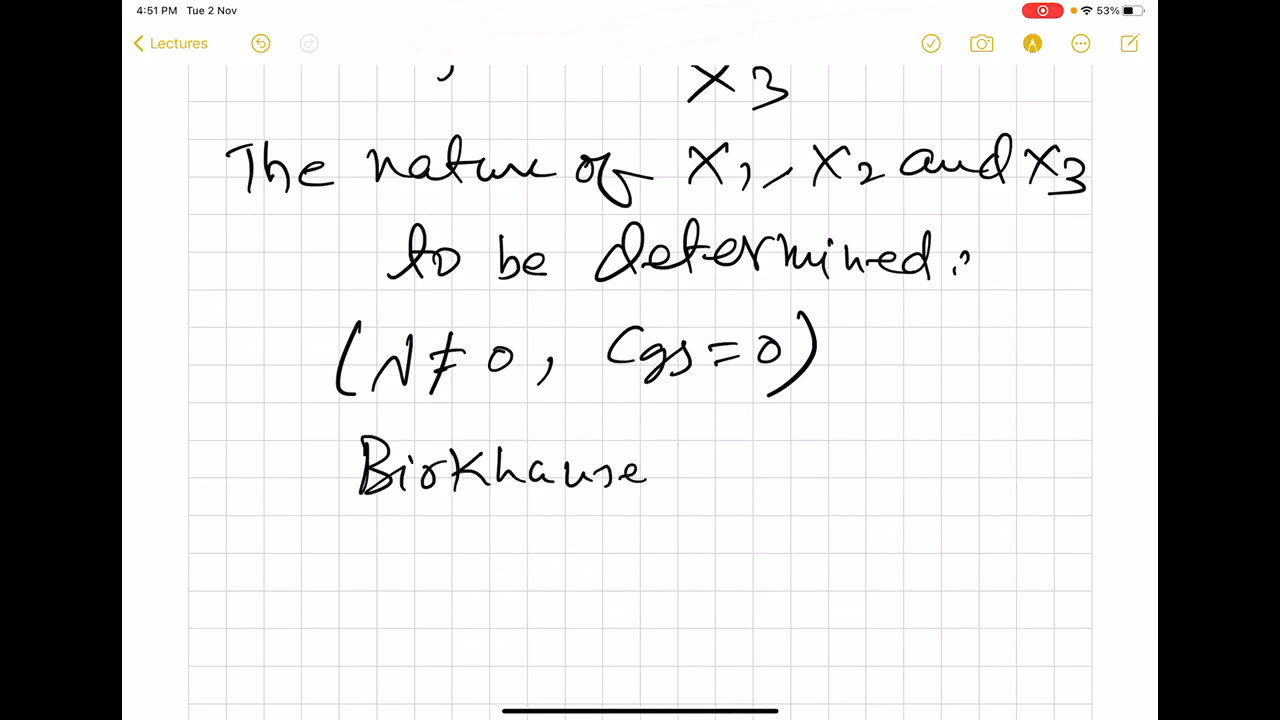 4:51 PM Tue 2 Nov
53%
Lectures
X3
The nature of X1, X2 and X3
to be determined.
(N≠0, Cgs=0)
Birkhause